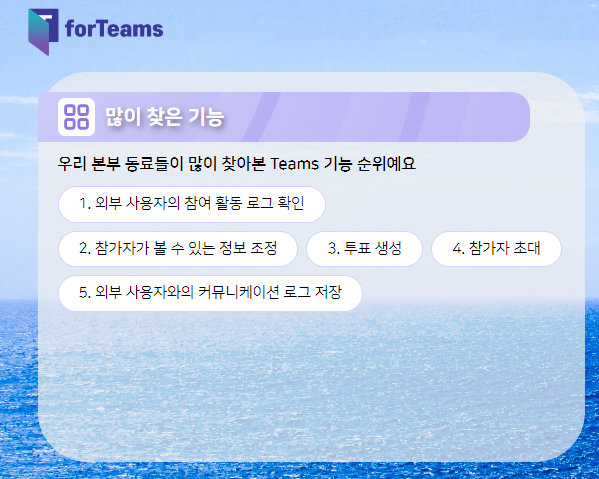 forTeams
많이 찾은 기능
우리 본부 동료들이 많이 찾아본 Teams 기능 순위예요
1. 외부 사용자의 참여 활동 로그 확인
2. 참가자가 볼 수 있는 정보 조정 3. 투표 생성 4. 참가자 초대
5. 외부 사용자와의 커뮤니케이션 로그 저장